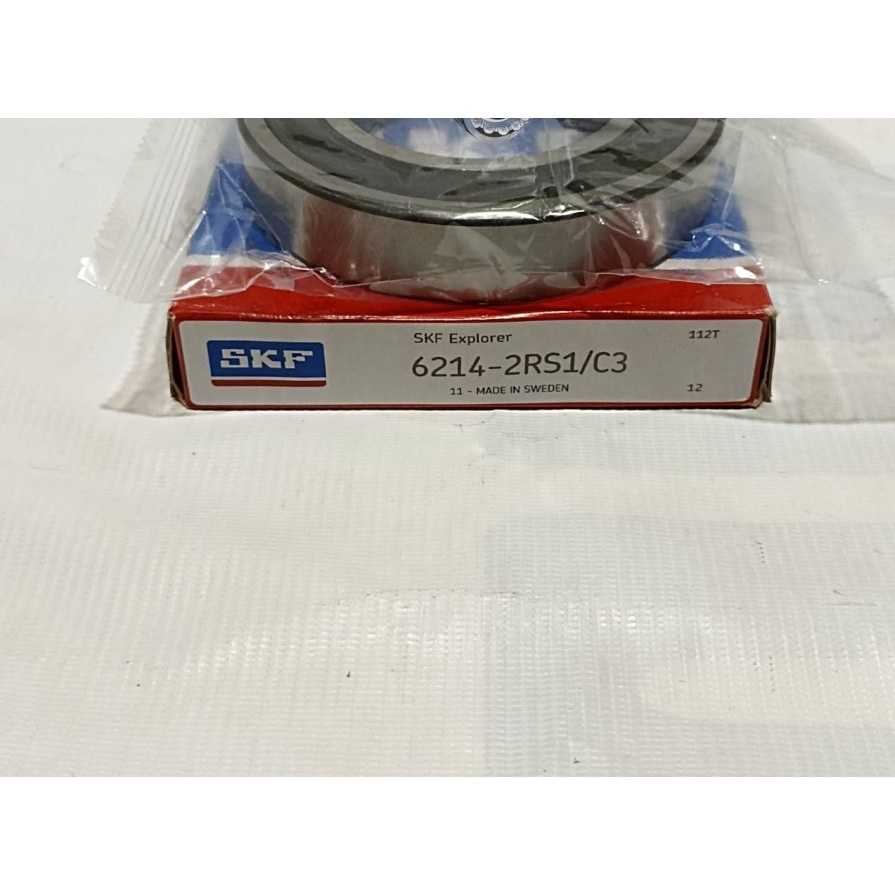 SKF Explorer
112T
SKF
6214-2RS1/C3
11 - MADE IN SWEDEN
12